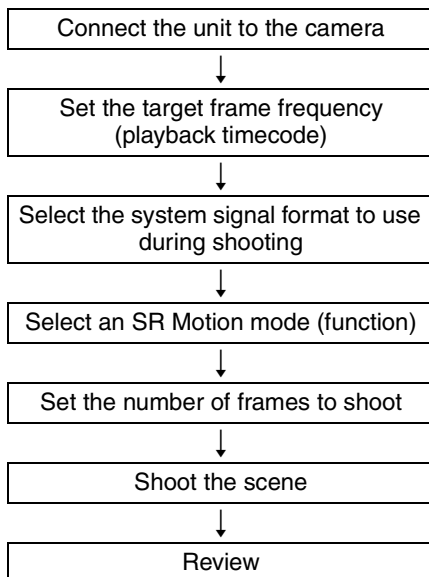 Connect the unit to the camera
Set the target frame frequency
(playback timecode)
Select the system signal format to use
during shooting
Select an SR Motion mode (function)
Set the number of frames to shoot
Shoot the scene
Review